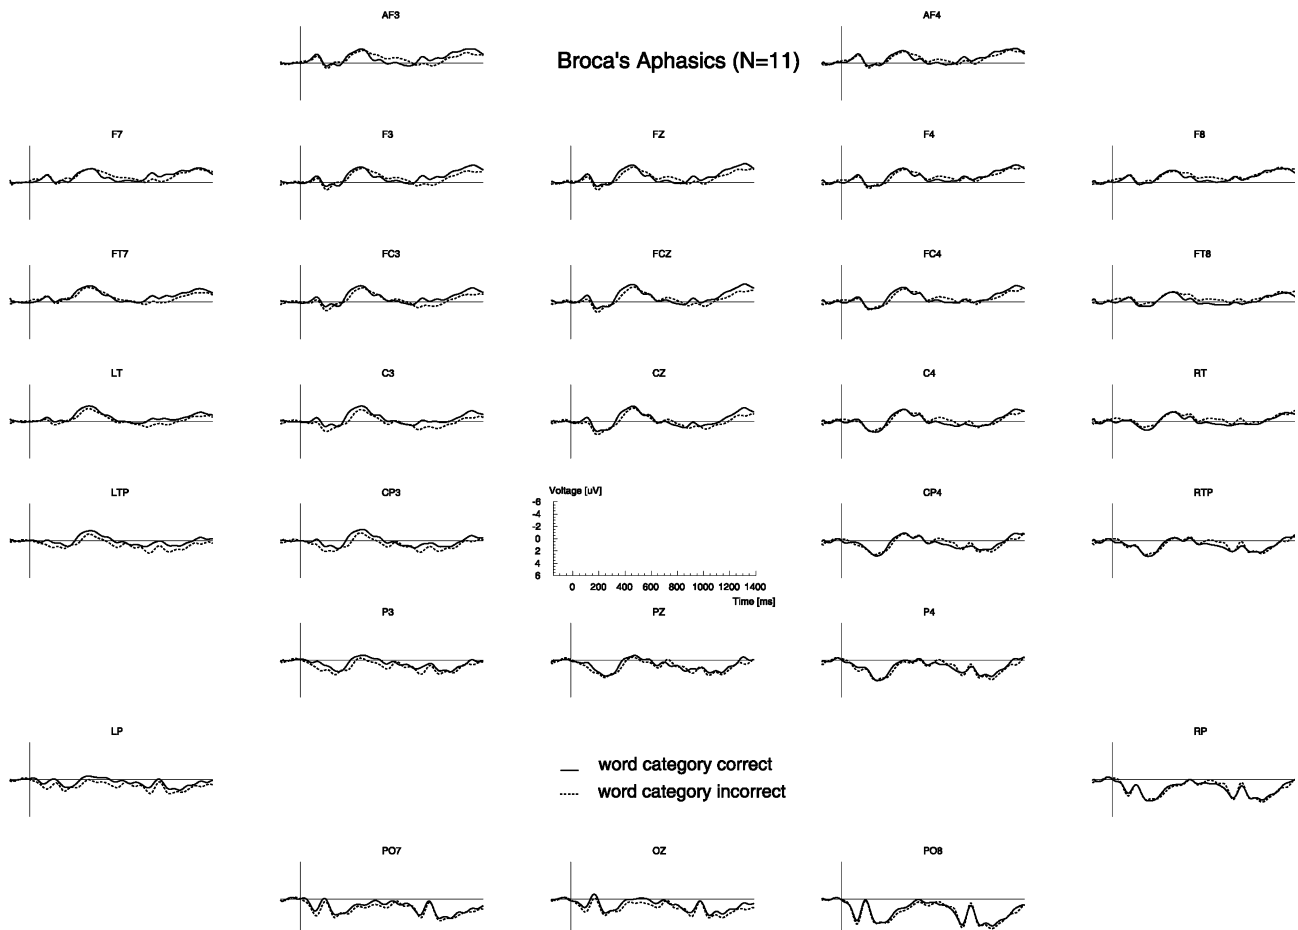 AF3
AF4
Broca's Aphasics (N=11)
F7
F3
FZ
F4
F8
FT7
FC3
FCZ
FC4
FT8
LT
C3
CZ
C4
RT
LTP
CP3
Voltage [uV]
-6
-4
-2
0
2
4
6
0 200 400 600 800 1000 1200 1400
Time [ms]
CP4
RTP
P3
PZ
P4
LP
word category correct
word category incorrect
RP
PO7
OZ
PO8